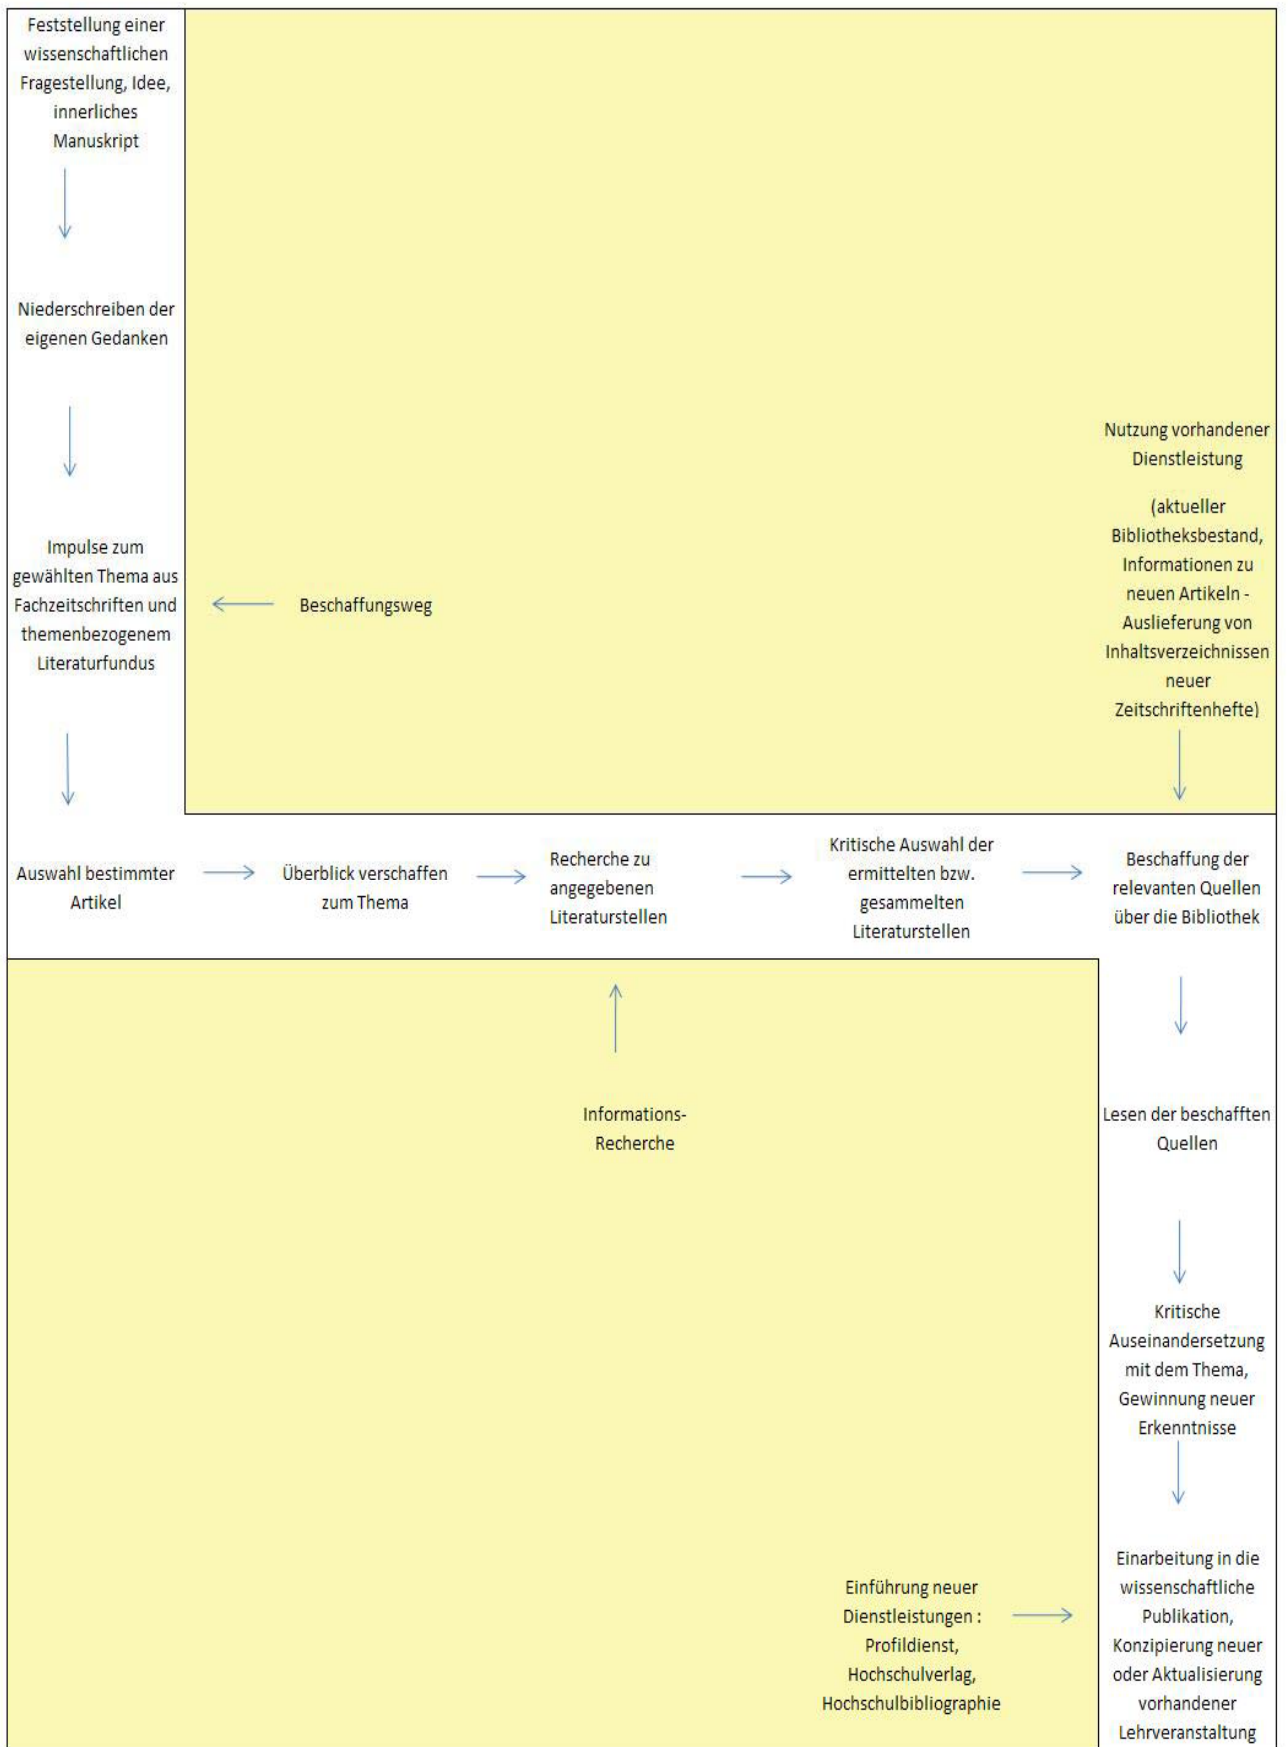 Feststellung einer
wissenschaftlichen
Fragestellung, Idee,
innerliches
Manuskript
Niederschreiben der
eigenen Gedanken
Impulse zum
gewählten Thema aus
Fachzeitschriften und
themenbezogenem
Literaturfundus
Beschaffungsweg
Nutzung vorhandener
Dienstleistung
(aktueller
Bibliotheksbestand,
Informationen zu
neuen Artikeln -
Auslieferung von
Inhaltsverzeichnissen
neuer
Zeitschriftenhefte)
Auswahl bestimmter
Artikel
Überblick verschaffen
zum Thema
Recherche zu
angegebenen
Literaturstellen
Kritische Auswahl der
ermittelten bzw.
gesammelten
Literaturstellen
Beschaffung der
relevanten Quellen
über die Bibliothek
Informations-
Recherche
Lesen der beschafften
Quellen
Kritische
Auseinandersetzung
mit dem Thema,
Gewinnung neuer
Erkenntnisse
Einführung neuer
Dienstleistungen :
Profildienst,
Hochschulverlag,
Hochschulbibliographie
Einarbeitung in die
wissenschaftliche
Publikation,
Konzipierung neuer
oder Aktualisierung
vorhandener
Lehrveranstaltung